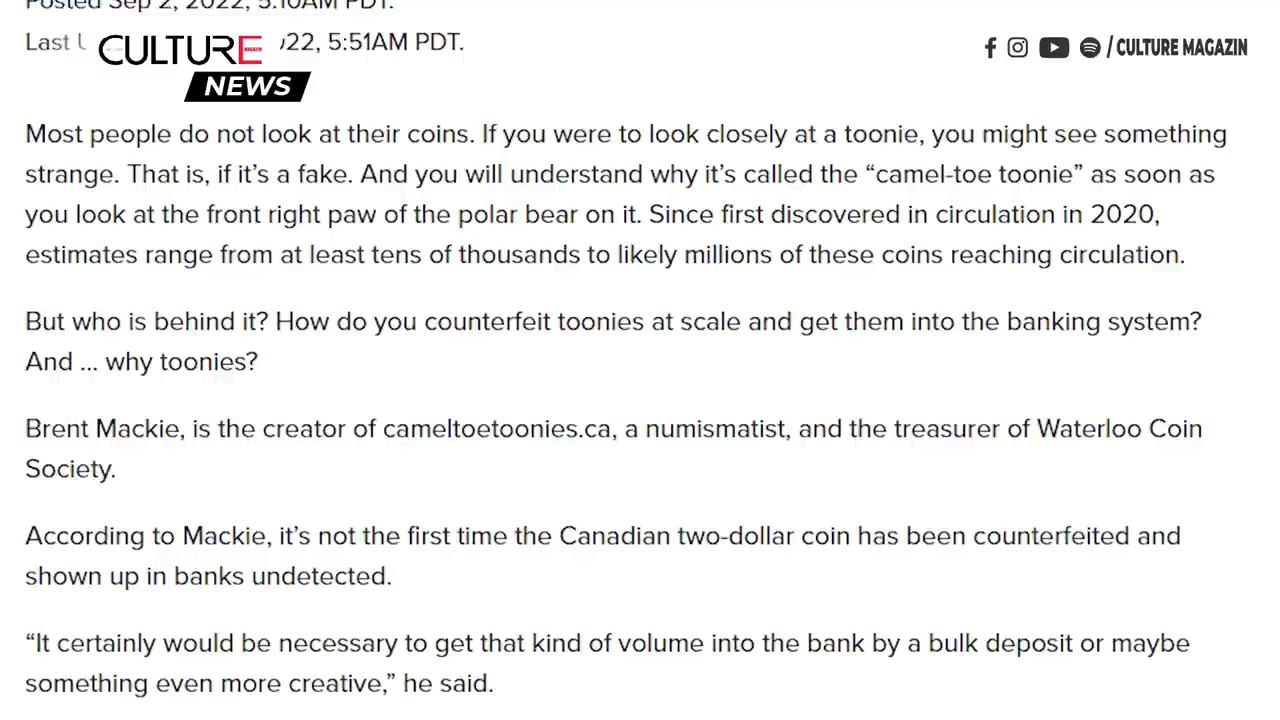 Posted Sep 2, 2022, 5:10AM PDT.
Last 22, 5:51AM PDT.
CULTURE
NEWS
/ CULTURE MAGAZIN
Most people do not look at their coins. If you were to look closely at a toonie, you might see something
strange. That is, if it’s a fake. And you will understand why it’s called the “camel-toe toonie” as soon as
you look at the front right paw of the polar bear on it. Since first discovered in circulation in 2020,
estimates range from at least tens of thousands to likely millions of these coins reaching circulation.
But who is behind it? How do you counterfeit toonies at scale and get them into the banking system?
And ... why toonies?
Brent Mackie, is the creator of cameltoetoonies.ca, a numismatist, and the treasurer of Waterloo Coin
Society.
According to Mackie, it’s not the first time the Canadian two-dollar coin has been counterfeited and
shown up in banks undetected.
“It certainly would be necessary to get that kind of volume into the bank by a bulk deposit or maybe
something even more creative,” he said.